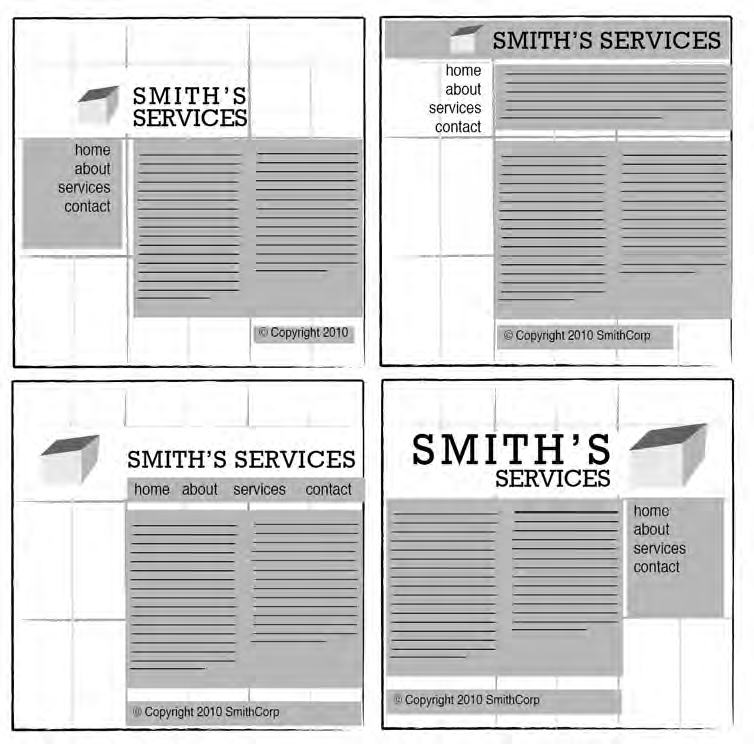 SMITH'S
SERVICES
home
about
services
contact
© Copyright 2010
SMITH'S SERVICES
home
about
services
contact
© Copyright 2010 SmithCorp
SMITH'S SERVICES
home about services contact
© Copyright 2010 SmithCorp
SMITH'S
SERVICES
home
about
services
contact
© Copyright 2010 SmithCorp